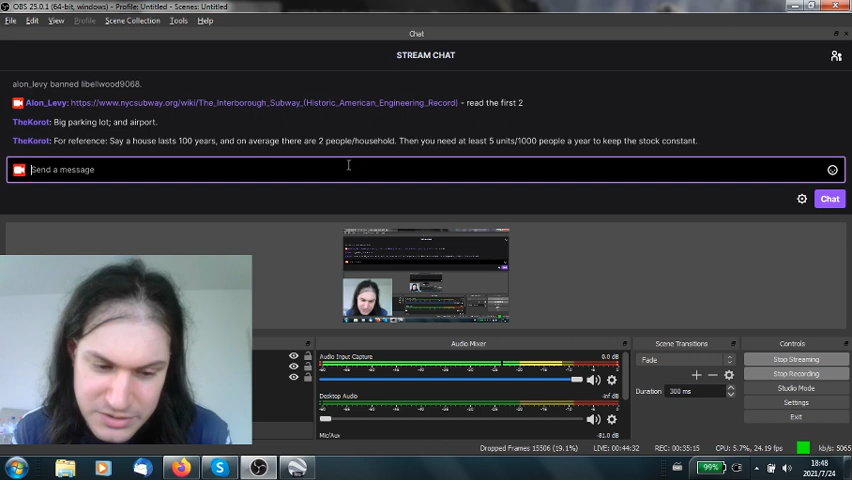 OBS 25.0.1 (64-bit, windows) - Profile: Untitled - Scenes: Untitled
File Edit View Profile Scene Collection Tools Help
Chat
STREAM CHAT
alon_levy banned libellwood9068.
Alon_Levy: https://www.nycsubway.org/wiki/The_Interborough_Subway_(Historic_American_Engineering_Record) - read the first 2
TheKorot: Big parking lot; and airport.
TheKorot: For reference: Say a house lasts 100 years, and on average there are 2 people/household. Then you need at least 5 units/1000 people a year to keep the stock constant.
Send a message
Chat
Audio Mixer
Scene Transitions
Controls
Audio Input Capture 0.0 dB
Fade
Stop Streaming
Stop Recording
Duration 300 ms
Studio Mode
Desktop Audio -inf dB
Settings
Exit
Mic/Aux -81.0 dB
Dropped Frames 15506 (19.1%) LIVE: 00:44:32 REC: 00:35:15 CPU: 5.7%, 24.19 fps kb/s: 5065
99%
18:48
2021/7/24